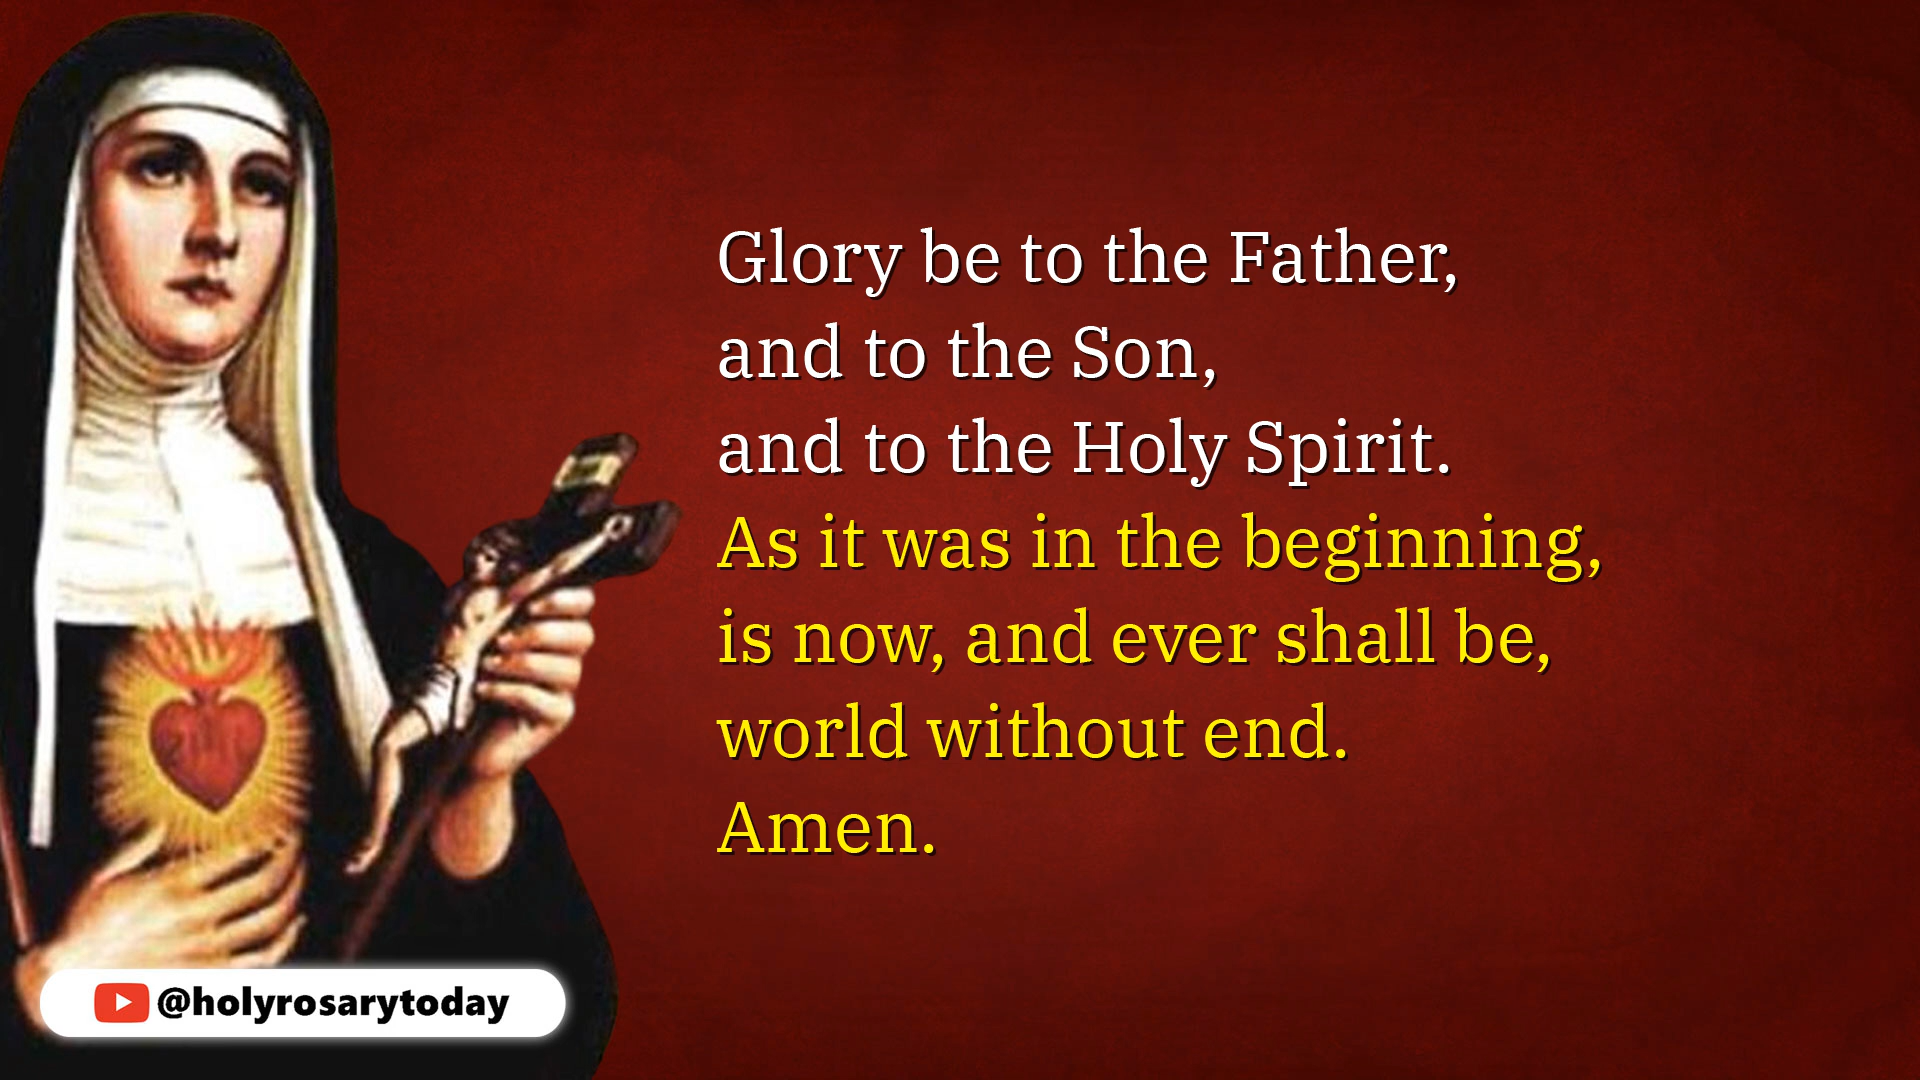 Glory be to the Father,
and to the Son,
and to the Holy Spirit.
As it was in the beginning,
is now, and ever shall be,
world without end.
Amen.
@holyrosarytoday